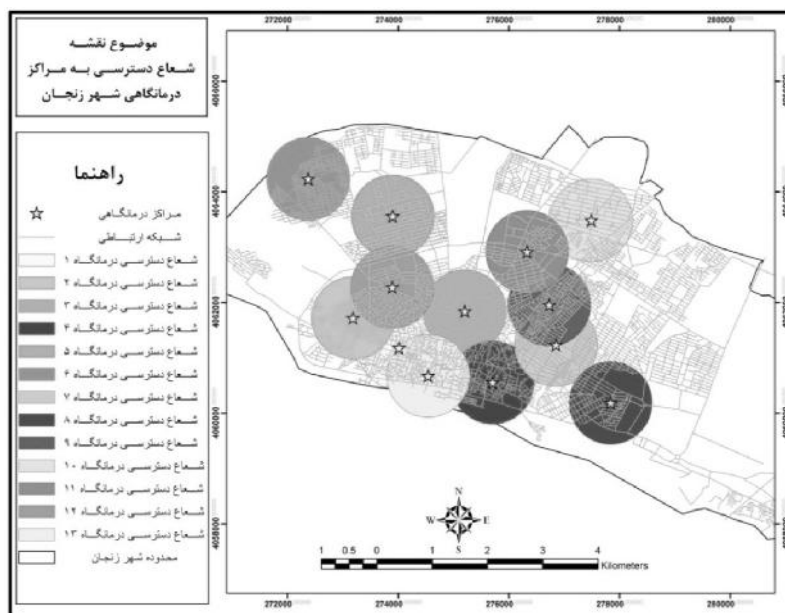 موضوع نقشه
شعاع دسترسی به مراکز
درمانگاهی شهر زنجان
راهنما
مراکز درمانگاهی
شبکه ارتباطی
شعاع دسترسی درمانگاه ۱
شعاع دسترسی درمانگاه ۲
شعاع دسترسی درمانگاه ۳
شعاع دسترسی درمانگاه ۴
شعاع دسترسی درمانگاه ۵
شعاع دسترسی درمانگاه ۶
شعاع دسترسی درمانگاه ۷
شعاع دسترسی درمانگاه ۸
شعاع دسترسی درمانگاه ۹
شعاع دسترسی درمانگاه ۱۰
شعاع دسترسی درمانگاه ۱۱
شعاع دسترسی درمانگاه ۱۲
شعاع دسترسی درمانگاه ۱۳
محدوده شهر زنجان
272000 274000 276000 278000 280000
4066000
4064000
4062000
4060000
4058000
N
W E
S
1 0.5 0 1 2 3 4
Kilometers
272000 274000 276000 278000 280000